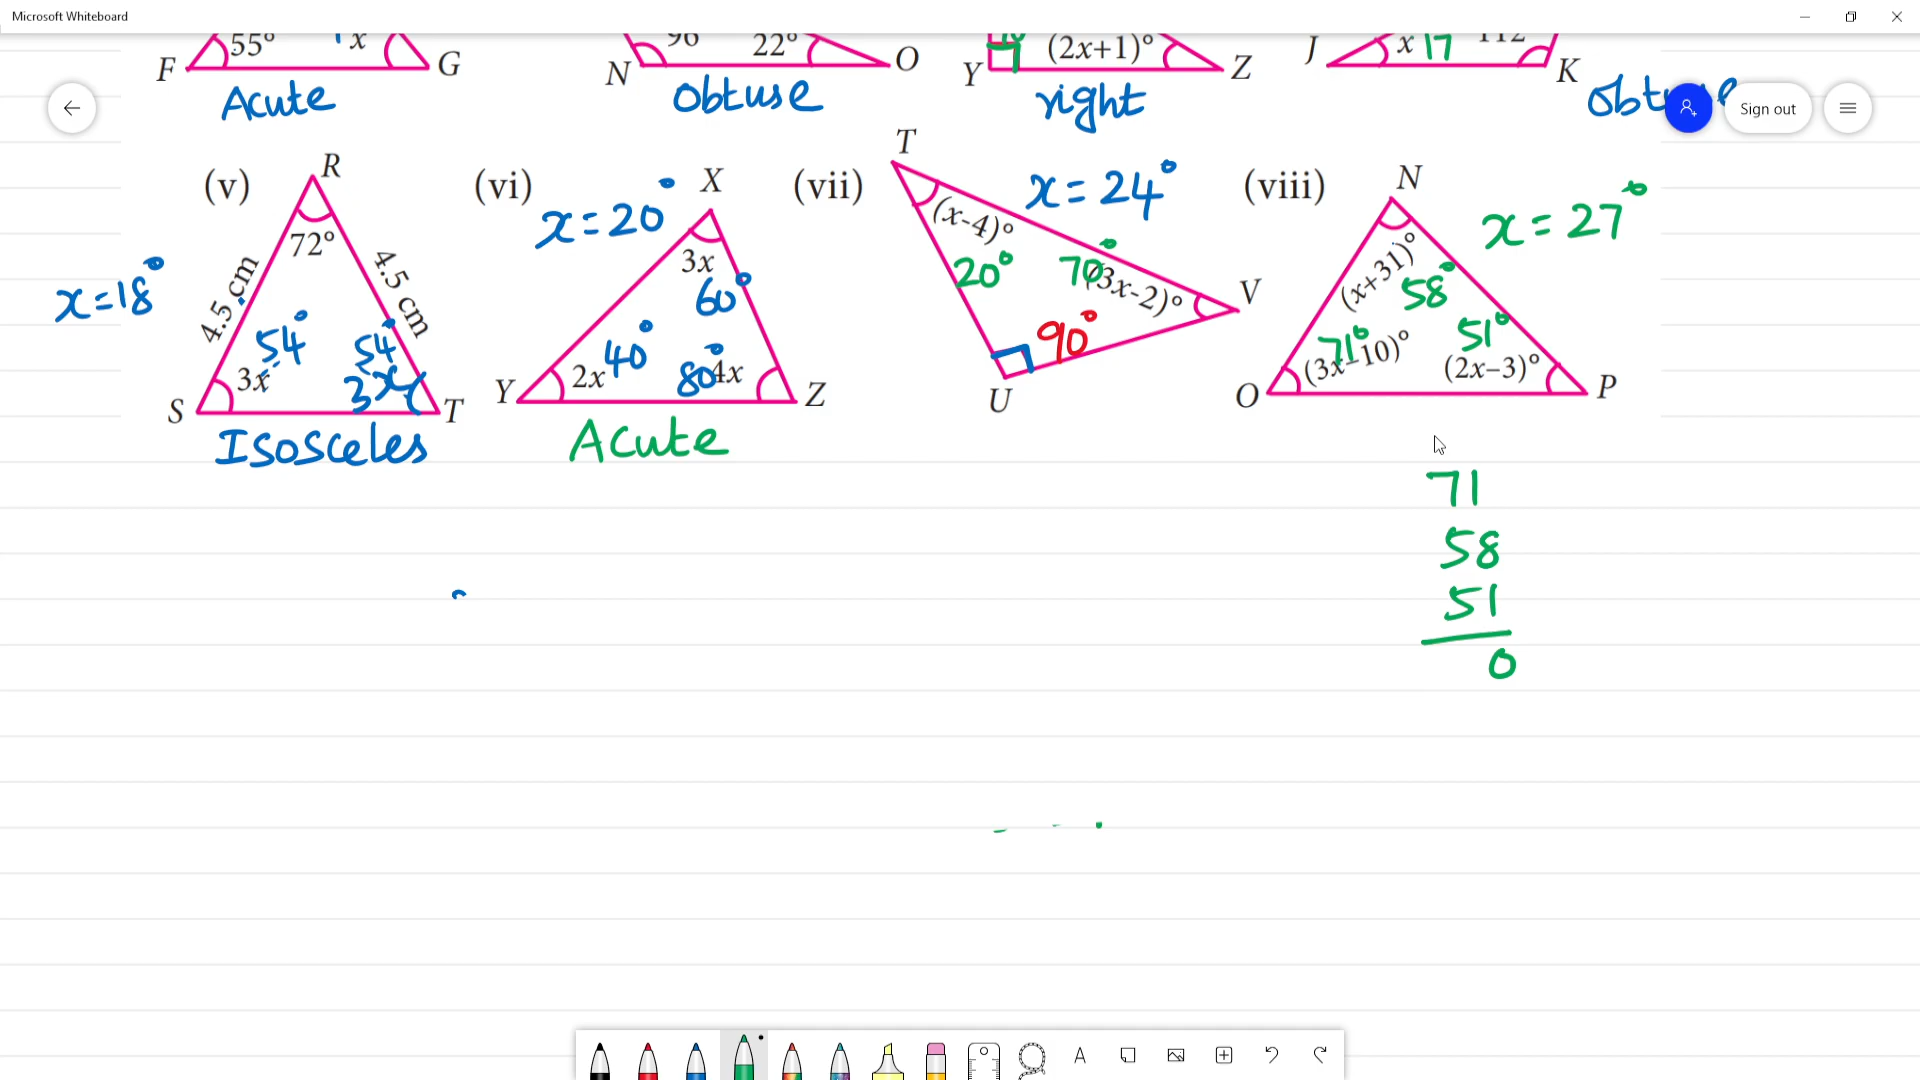 Microsoft Whiteboard
F 55° x G
N 96 22° O
Y (2x+1)° Z
J x 17 112 K
Acute
Obtuse
right
Obtuse
Sign out
(v) R
72°
4.5 cm
4.5 cm
x=18°
54°
54°
3x
3x
S T
Isosceles
(vi) X
x=20°
3x
60°
40°
80°
2x
4x
Y Z
Acute
(vii) T
x=24°
(x-4)°
20°
70°
(3x-2)°
V
90°
U
(viii) N
x=27°
(x+31)°
58°
71°
51°
(3x–10)°
(2x–3)°
O P
71
58
51
0
A